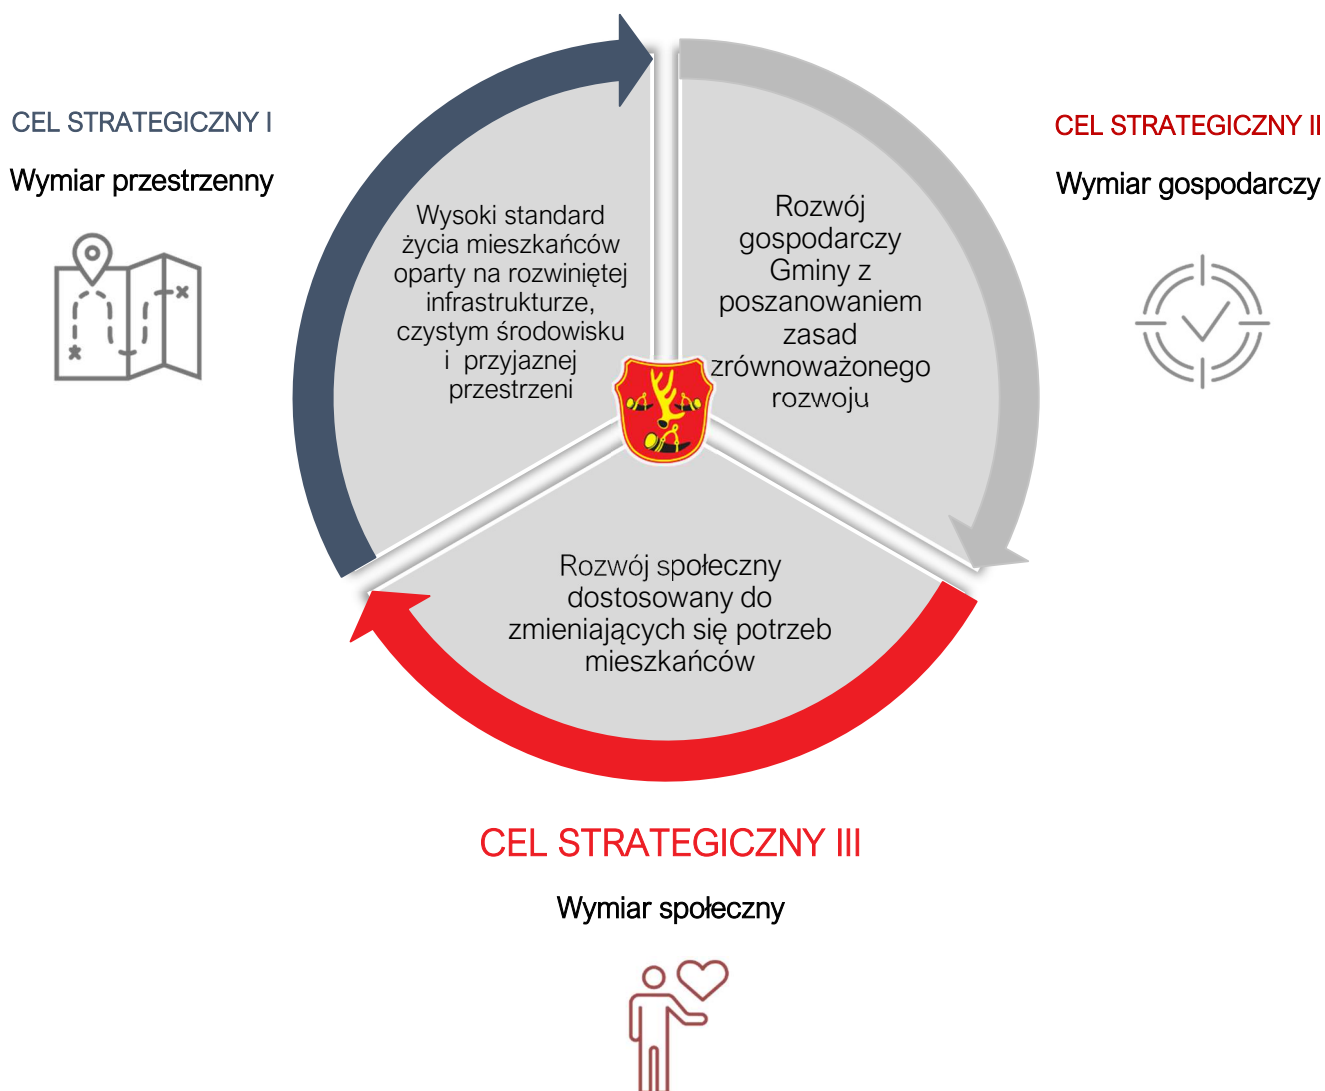 CEL STRATEGICZNY I
Wymiar przestrzenny
Wysoki standard
życia mieszkańców
oparty na rozwiniętej
infrastrukturze,
czystym środowisku
i przyjaznej
przestrzeni
CEL STRATEGICZNY II
Wymiar gospodarczy
Rozwój
gospodarczy
Gminy z
poszanowaniem
zasad
zrównoważonego
rozwoju
Rozwój społeczny
dostosowany do
zmieniających się potrzeb
mieszkańców
CEL STRATEGICZNY III
Wymiar społeczny